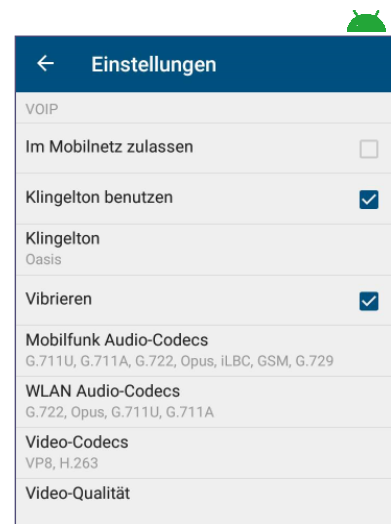 Einstellungen
VOIP
Im Mobilnetz zulassen
Klingelton benutzen
Klingelton
Oasis
Vibrieren
Mobilfunk Audio-Codecs
G.711U, G.711A, G.722, Opus, iLBC, GSM, G.729
WLAN Audio-Codecs
G.722, Opus, G.711U, G.711A
Video-Codecs
VP8, H.263
Video-Qualität